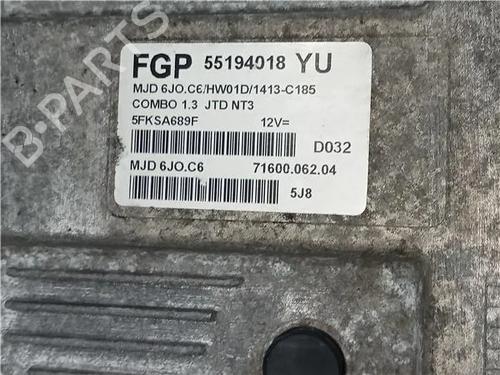 FGP 55194018 YU
MJD 6JO.C6/HW01D/1413-C185
COMBO 1.3 JTD NT3
5FKSA689F 12V=
D032
MJD 6JO.C6 71600.062.04
5J8